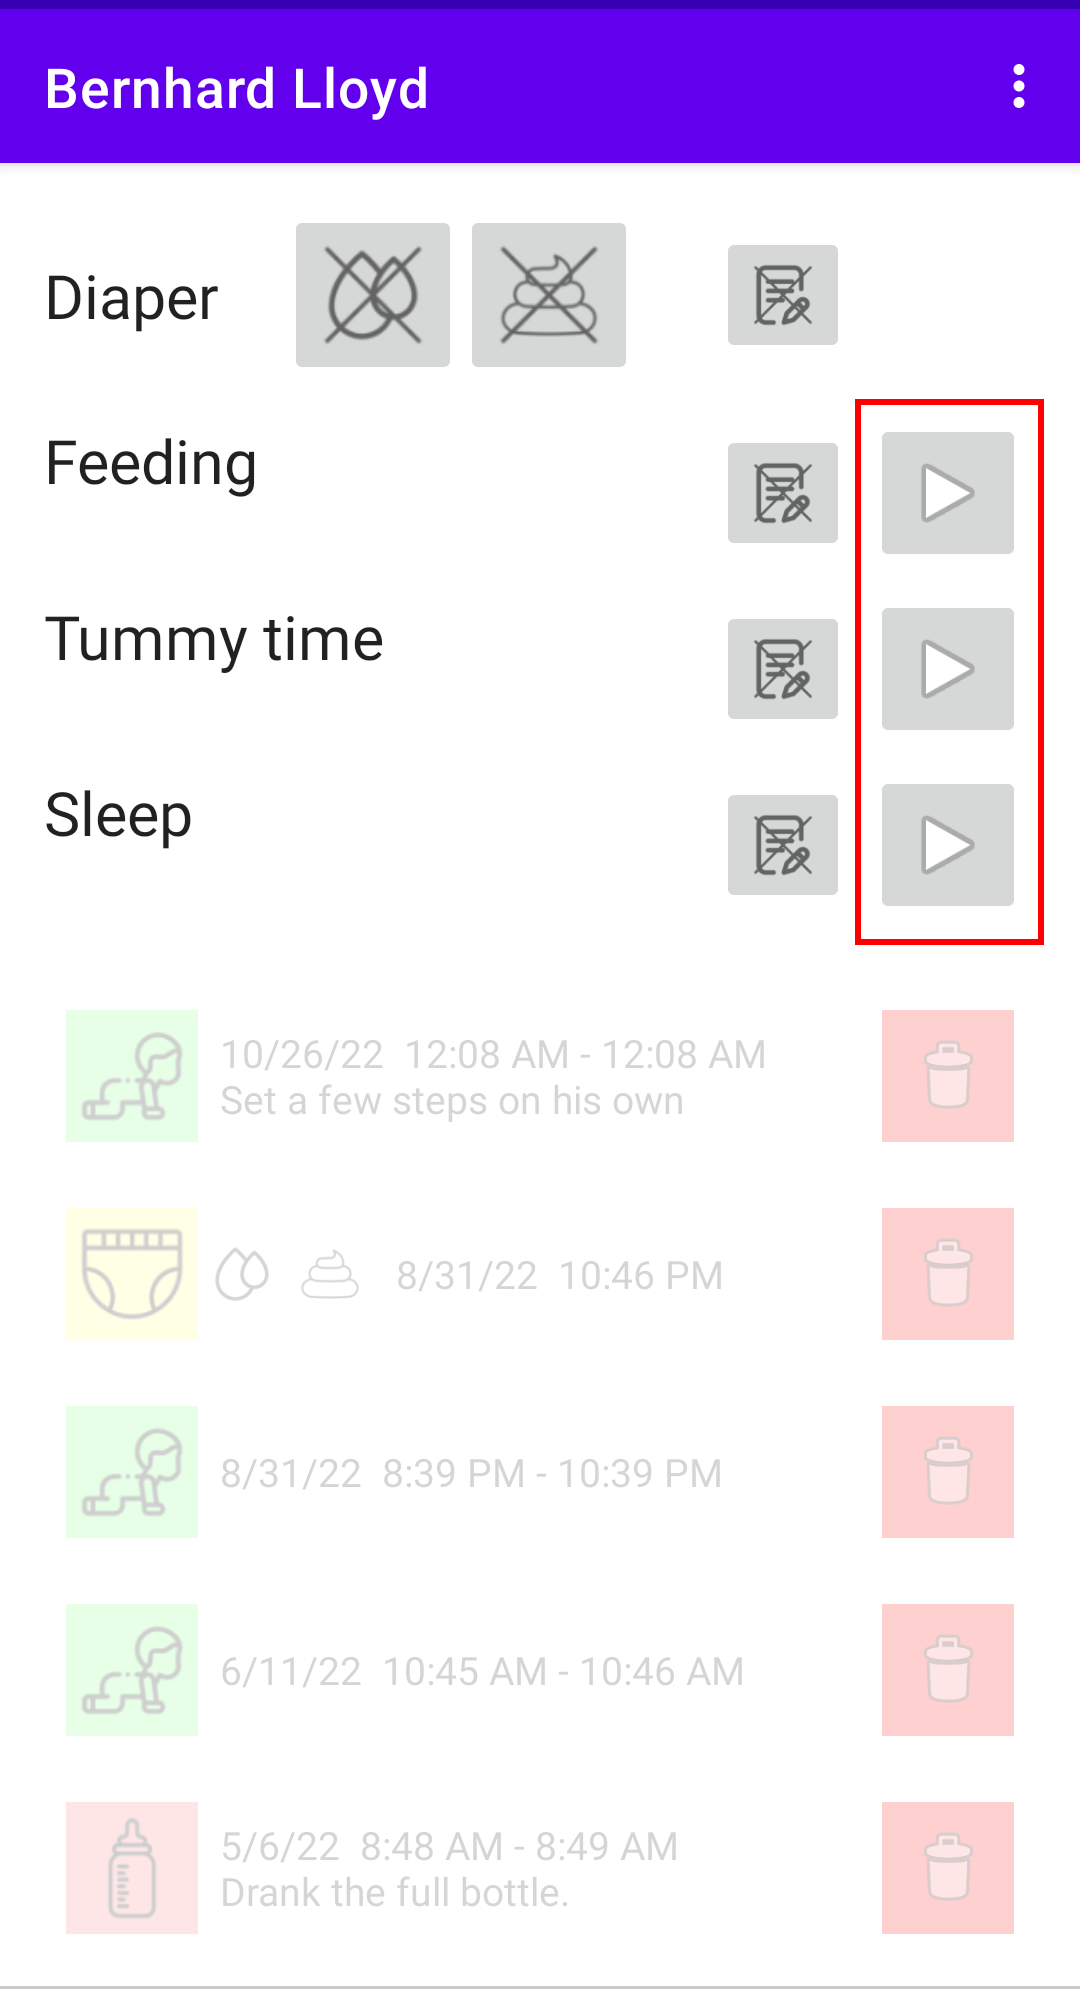 Bernhard Lloyd
Diaper
Feeding
Tummy time
Sleep
10/26/22 12:08 AM - 12:08 AM
Set a few steps on his own
8/31/22 10:46 PM
8/31/22 8:39 PM - 10:39 PM
6/11/22 10:45 AM - 10:46 AM
5/6/22 8:48 AM - 8:49 AM
Drank the full bottle.